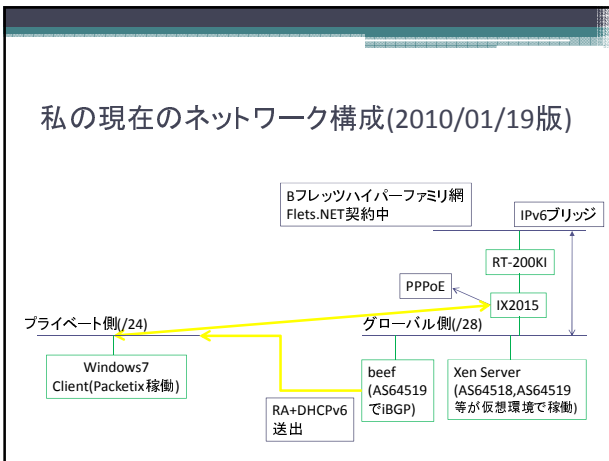 私の現在のネットワーク構成(2010/01/19版)
Bフレッツハイパーファミリ網
Flets.NET契約中
IPv6ブリッジ
RT-200KI
PPPoE
IX2015
プライベート側(/24)
グローバル側(/28)
Windows7
Client(Packetix稼働)
beef
(AS64519
でiBGP)
Xen Server
(AS64518,AS64519
等が仮想環境で稼働)
RA+DHCPv6
送出